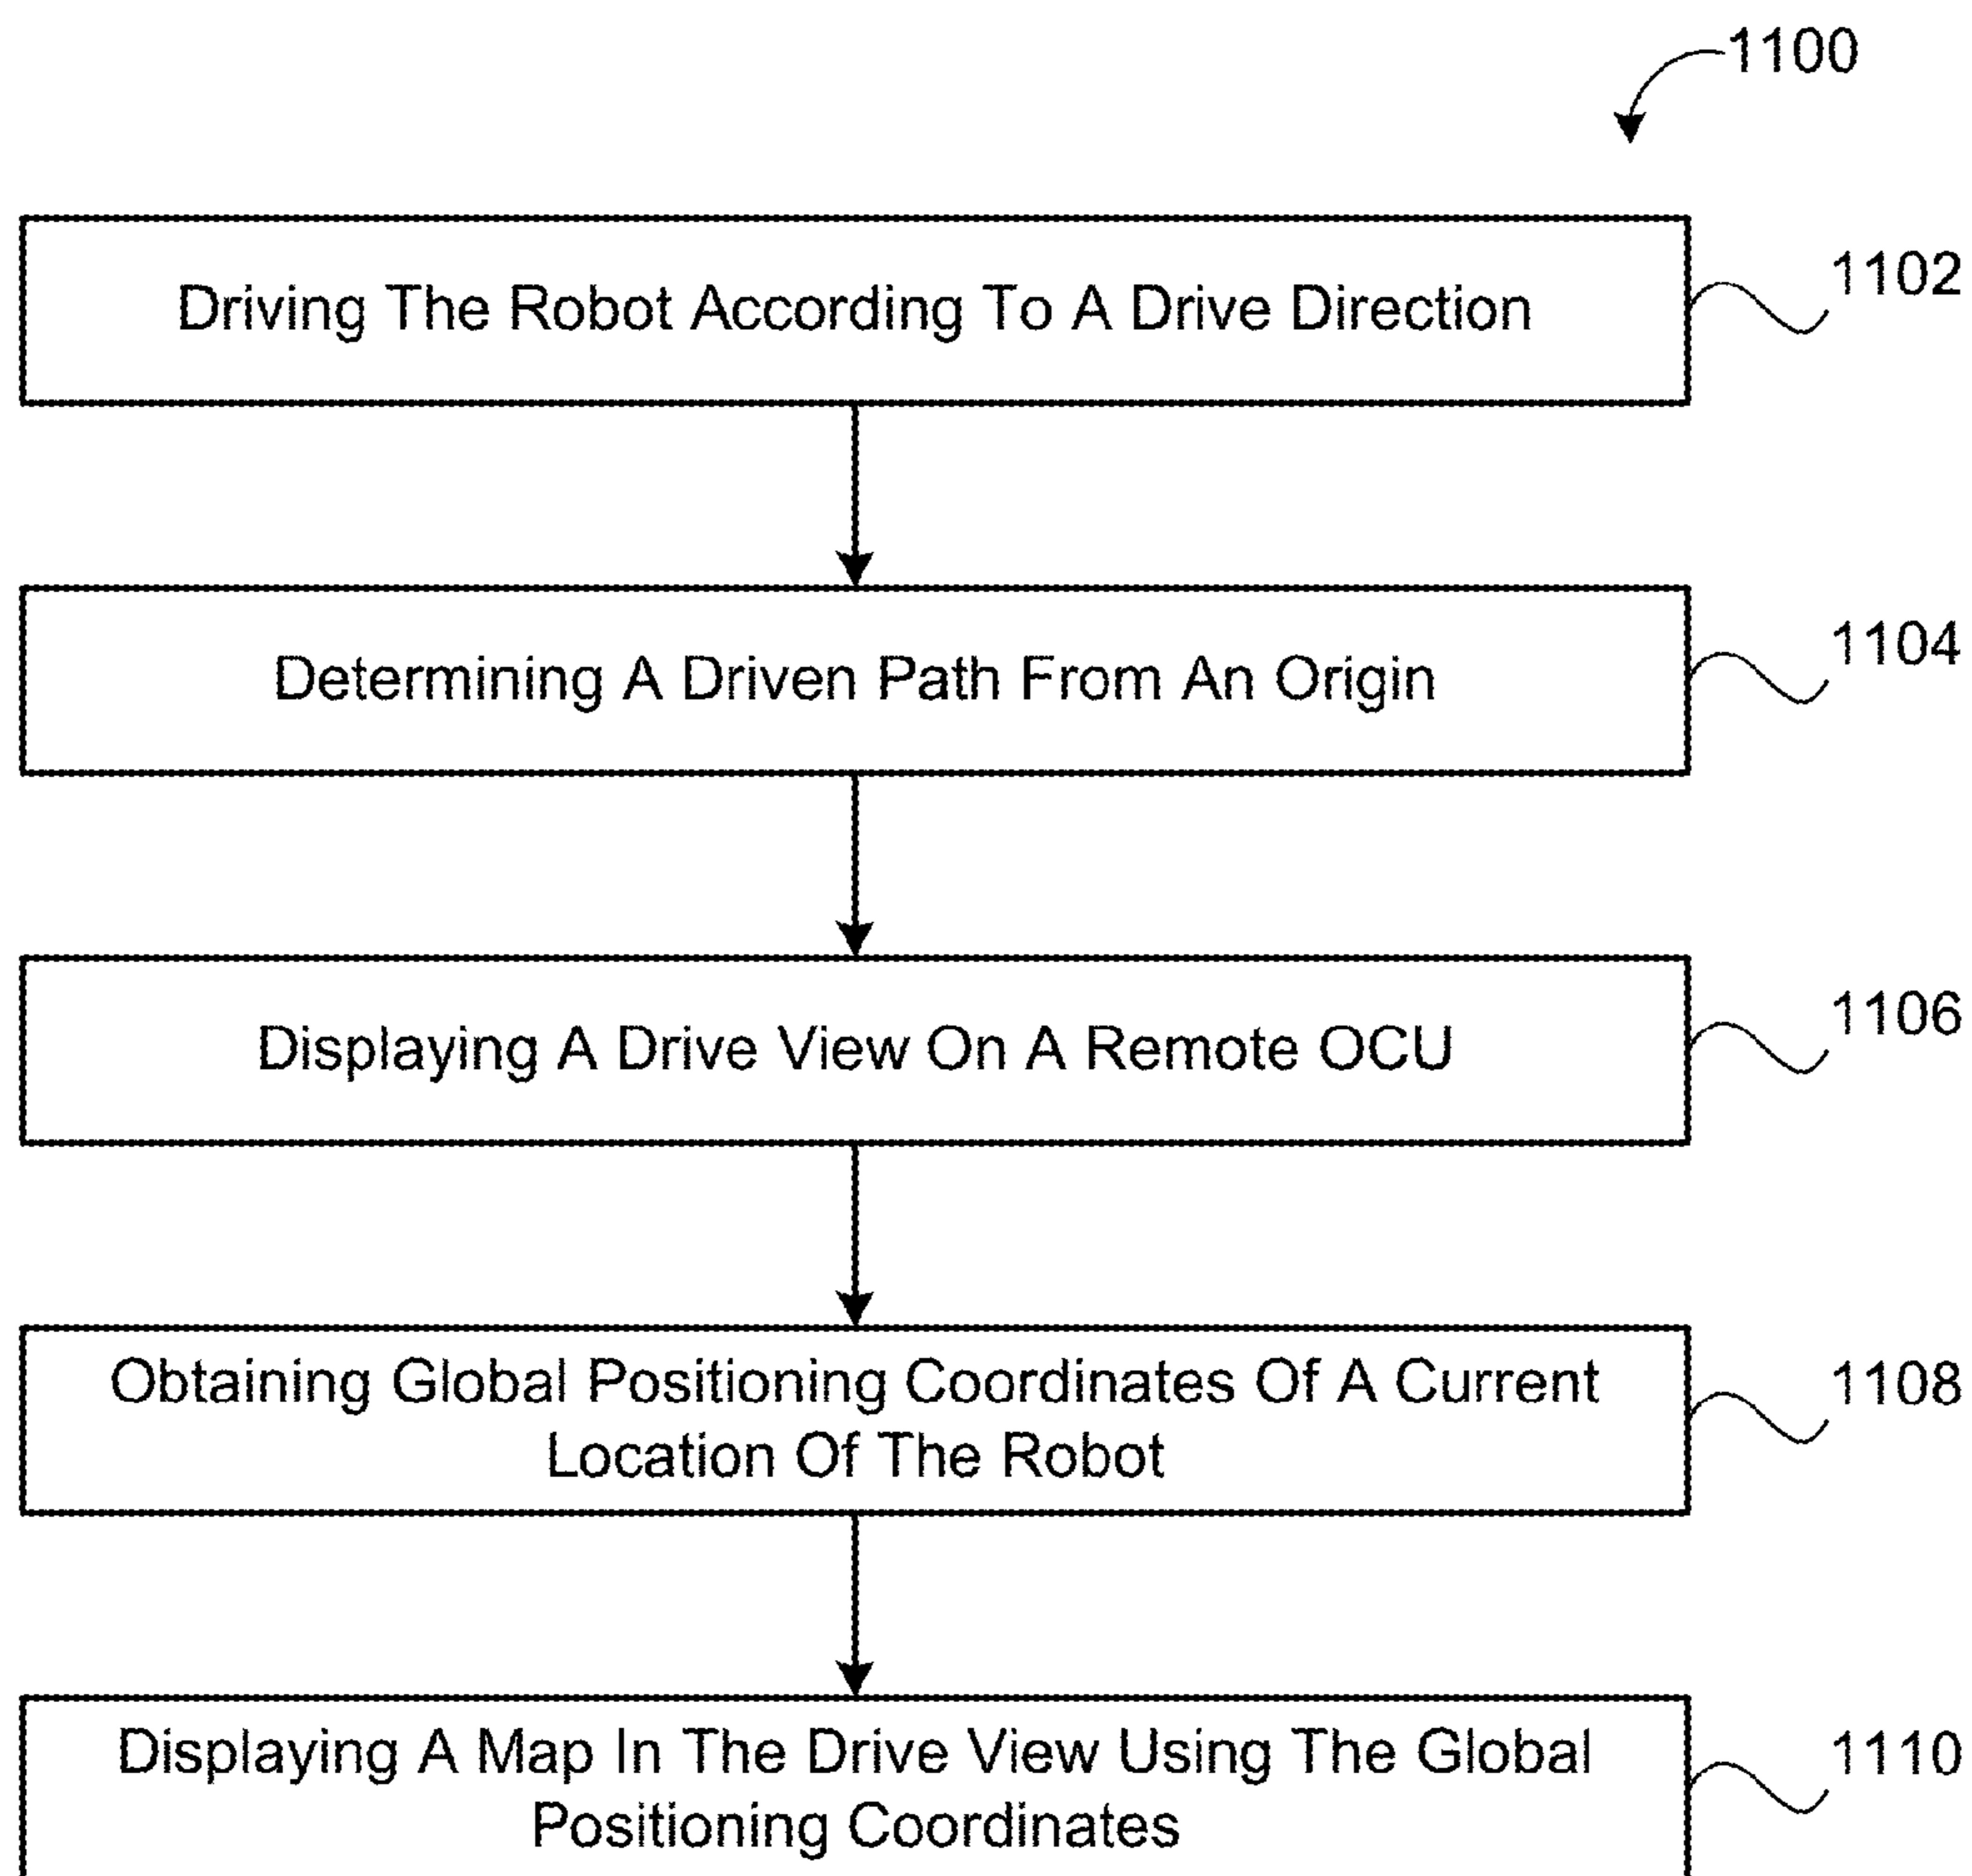 1100
Driving The Robot According To A Drive Direction
1102
Determining A Driven Path From An Origin
1104
Displaying A Drive View On A Remote OCU
1106
Obtaining Global Positioning Coordinates Of A Current
Location Of The Robot
1108
Displaying A Map In The Drive View Using The Global
Positioning Coordinates
1110